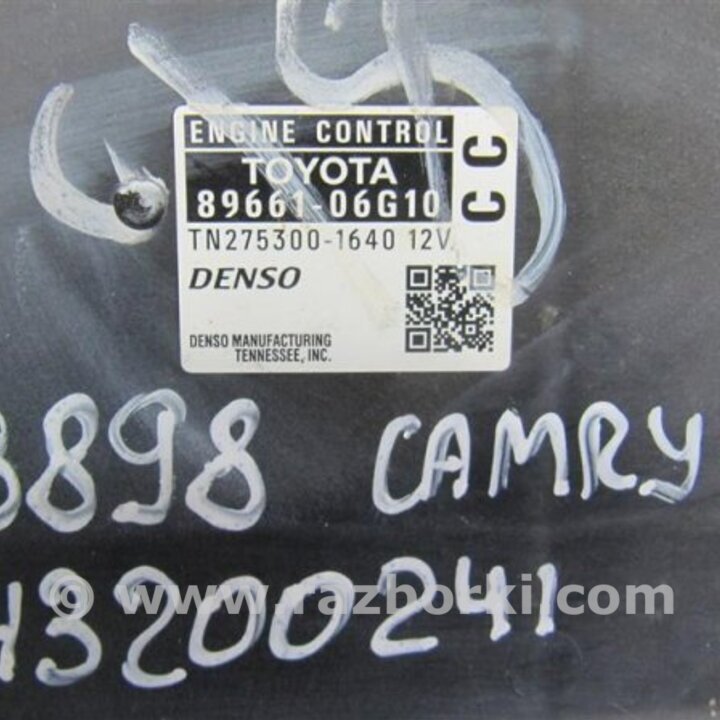 ENGINE CONTROL
TOYOTA
89661-06G10
CC
TN275300-1640 12V.
DENSO
DENSO MANUFACTURING
TENNESSEE, INC.
8898 CAMRY
43200241
© www.razborki.com